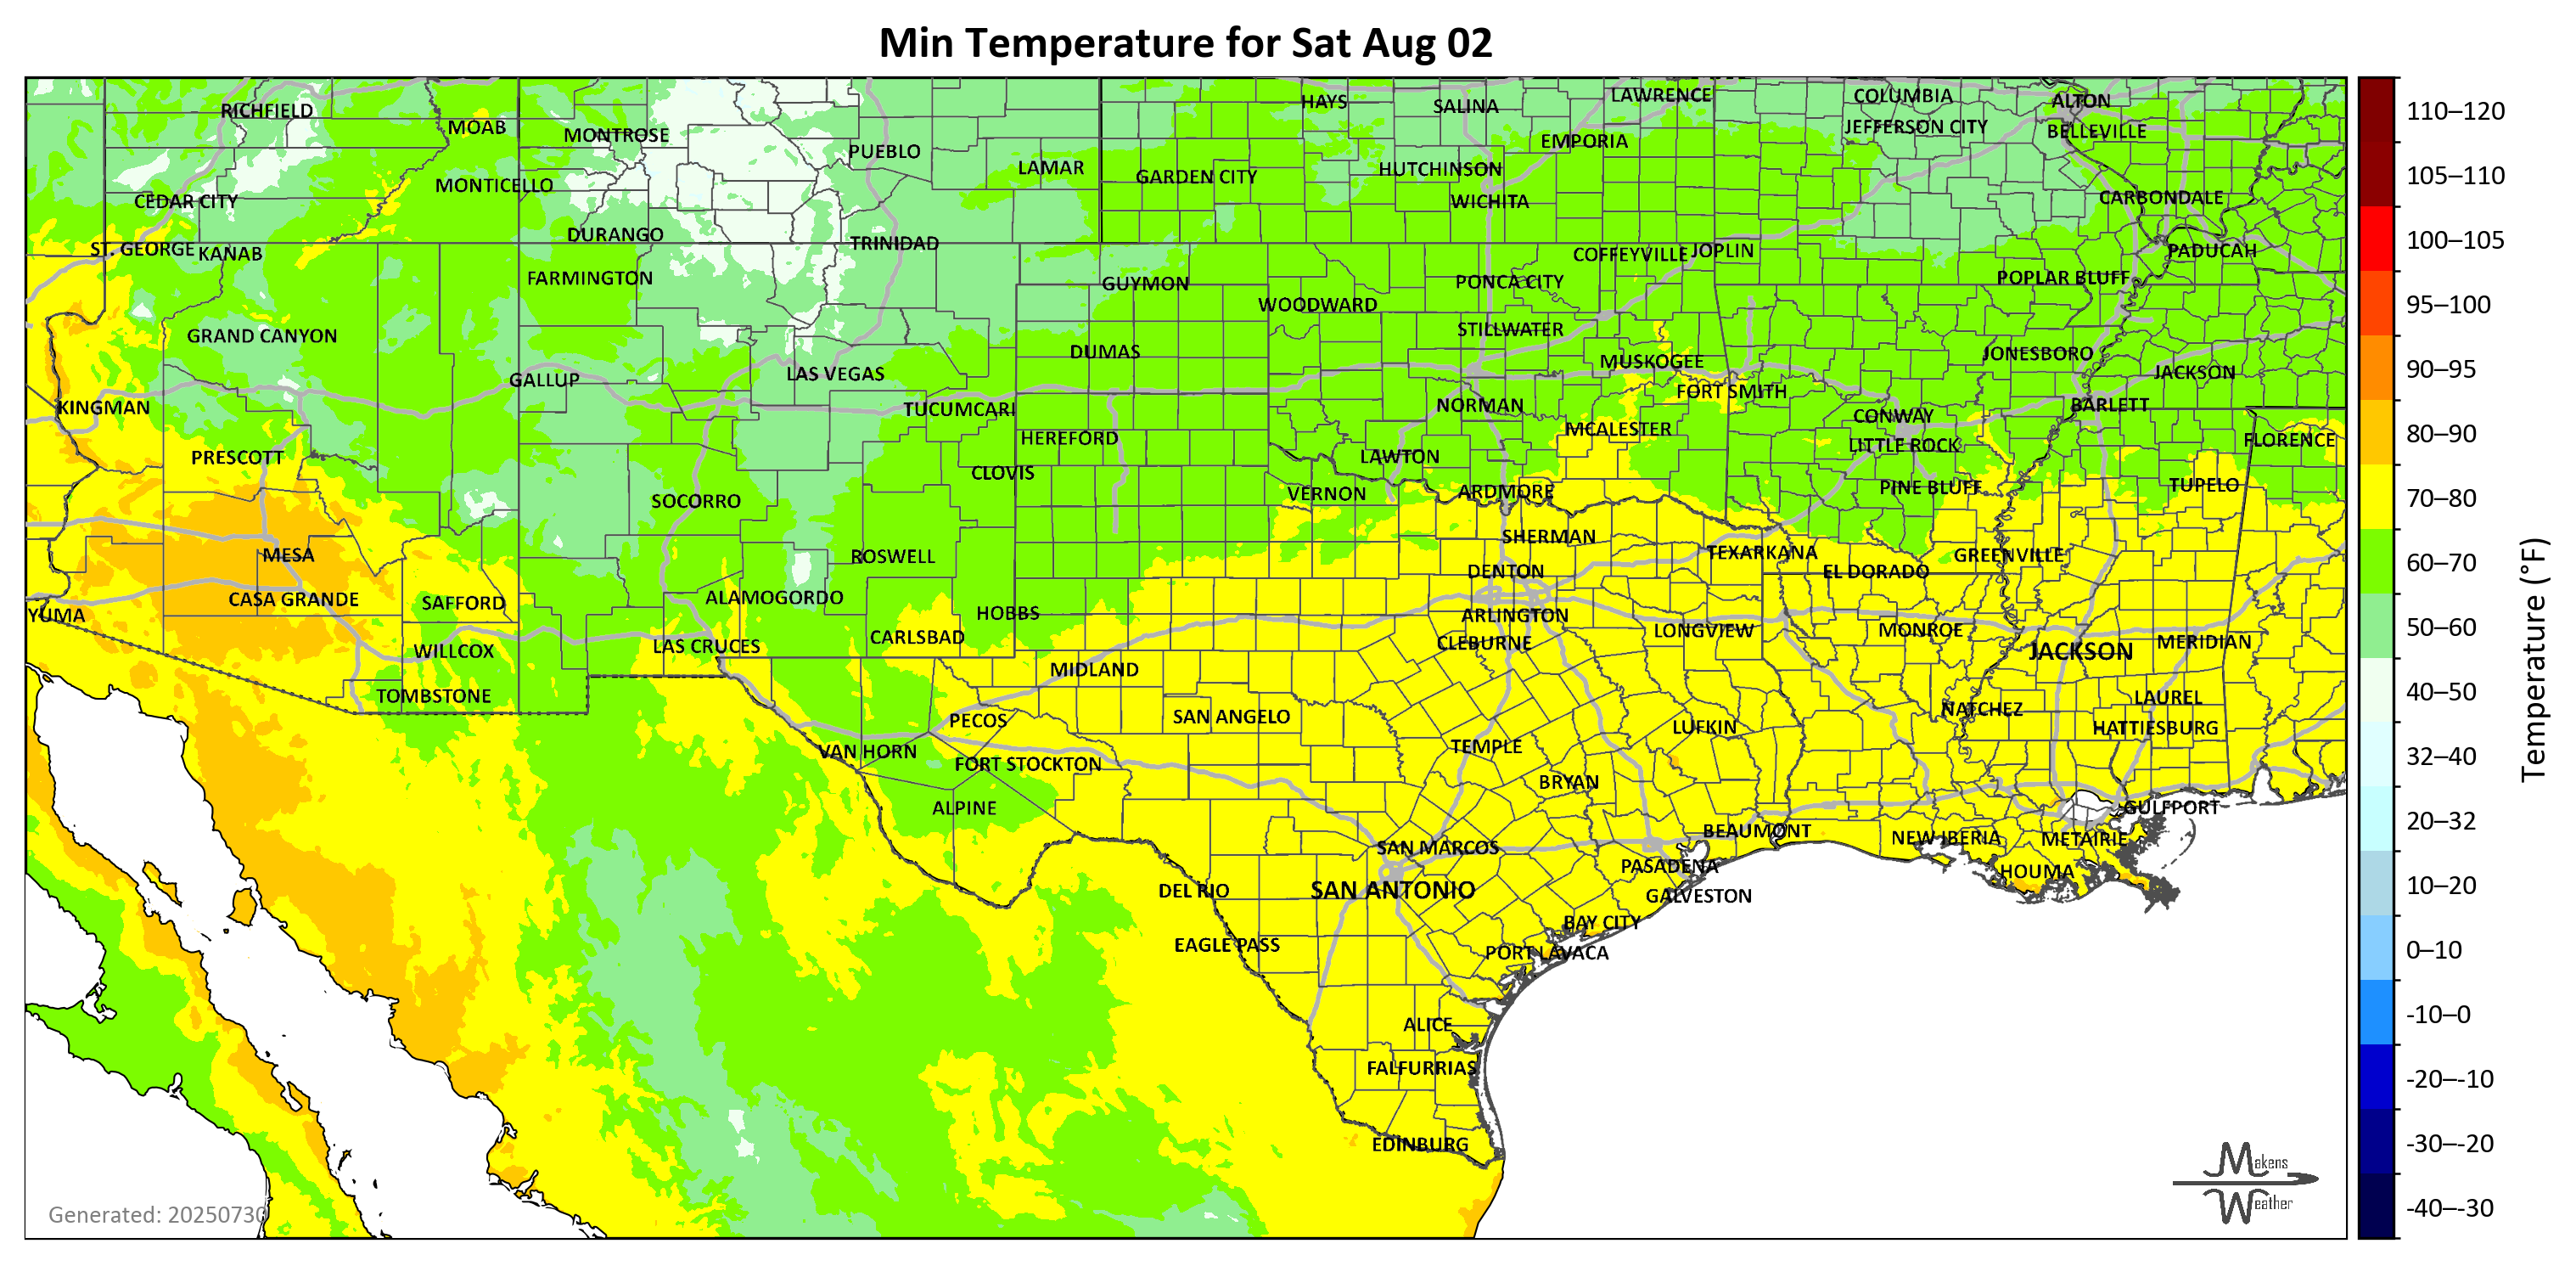 Min Temperature for Sat Aug 02
RICHFIELD
MOAB
MONTROSE
PUEBLO
LAMAR
HAYS
SALINA
LAWRENCE
COLUMBIA
ALTON
JEFFERSON CITY
BELLEVILLE
EMPORIA
MONTICELLO
CEDAR CITY
GARDEN CITY
HUTCHINSON
WICHITA
CARBONDALE
ST. GEORGE
KANAB
DURANGO
TRINIDAD
COFFEYVILLE
JOPLIN
PADUCAH
FARMINGTON
GUYMON
WOODWARD
PONCA CITY
POPLAR BLUFF
GRAND CANYON
DUMAS
STILLWATER
MUSKOGEE
JONESBORO
JACKSON
GALLUP
LAS VEGAS
FORT SMITH
KINGMAN
TUCUMCARI
NORMAN
CONWAY
BARLETT
HEREFORD
MCALESTER
LITTLE ROCK
FLORENCE
PRESCOTT
CLOVIS
LAWTON
SOCORRO
VERNON
ARDMORE
PINE BLUFF
TUPELO
MESA
ROSWELL
SHERMAN
TEXARKANA
GREENVILLE
DENTON
EL DORADO
CASA GRANDE
SAFFORD
ALAMOGORDO
HOBBS
ARLINGTON
YUMA
WILLCOX
LAS CRUCES
CARLSBAD
CLEBURNE
LONGVIEW
MONROE
JACKSON
MERIDIAN
TOMBSTONE
MIDLAND
LAUREL
PECOS
SAN ANGELO
LUFKIN
NATCHEZ
HATTIESBURG
VAN HORN
FORT STOCKTON
TEMPLE
BRYAN
ALPINE
GULFPORT
SAN MARCOS
BEAUMONT
NEW IBERIA
METAIRIE
DEL RIO
SAN ANTONIO
PASADENA
HOUMA
GALVESTON
EAGLE PASS
BAY CITY
PORT LAVACA
ALICE
FALFURRIAS
EDINBURG
Generated: 20250730
Makens
Weather
110–120
105–110
100–105
95–100
90–95
80–90
70–80
60–70
50–60
40–50
32–40
20–32
10–20
0–10
-10–0
-20–-10
-30–-20
-40–-30
Temperature (°F)